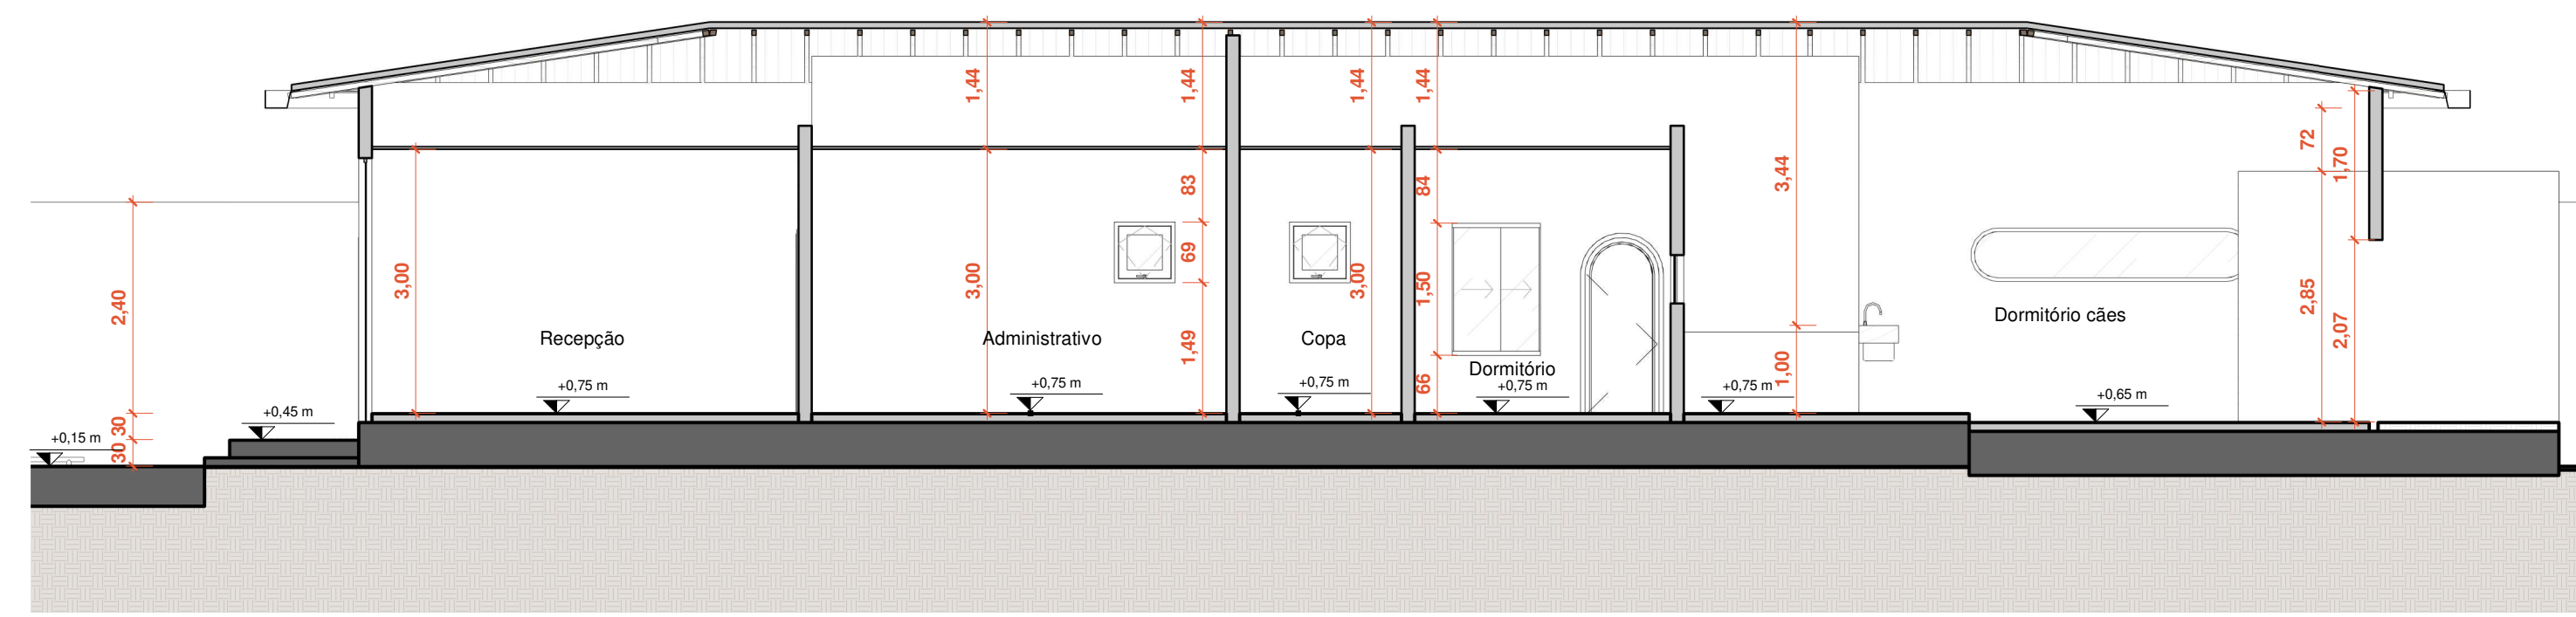 1,44
1,44
1,44
1,44
72
1,70
3,44
83
84
69
2,40
3,00
3,00
3,00
1,50
2,85
2,07
Dormitório cães
Recepção
Administrativo
Copa
1,49
Dormitório
66
1,00
+0,75 m
+0,75 m
+0,75 m
+0,75 m
+0,75 m
+0,65 m
+0,45 m
30
+0,15 m
30